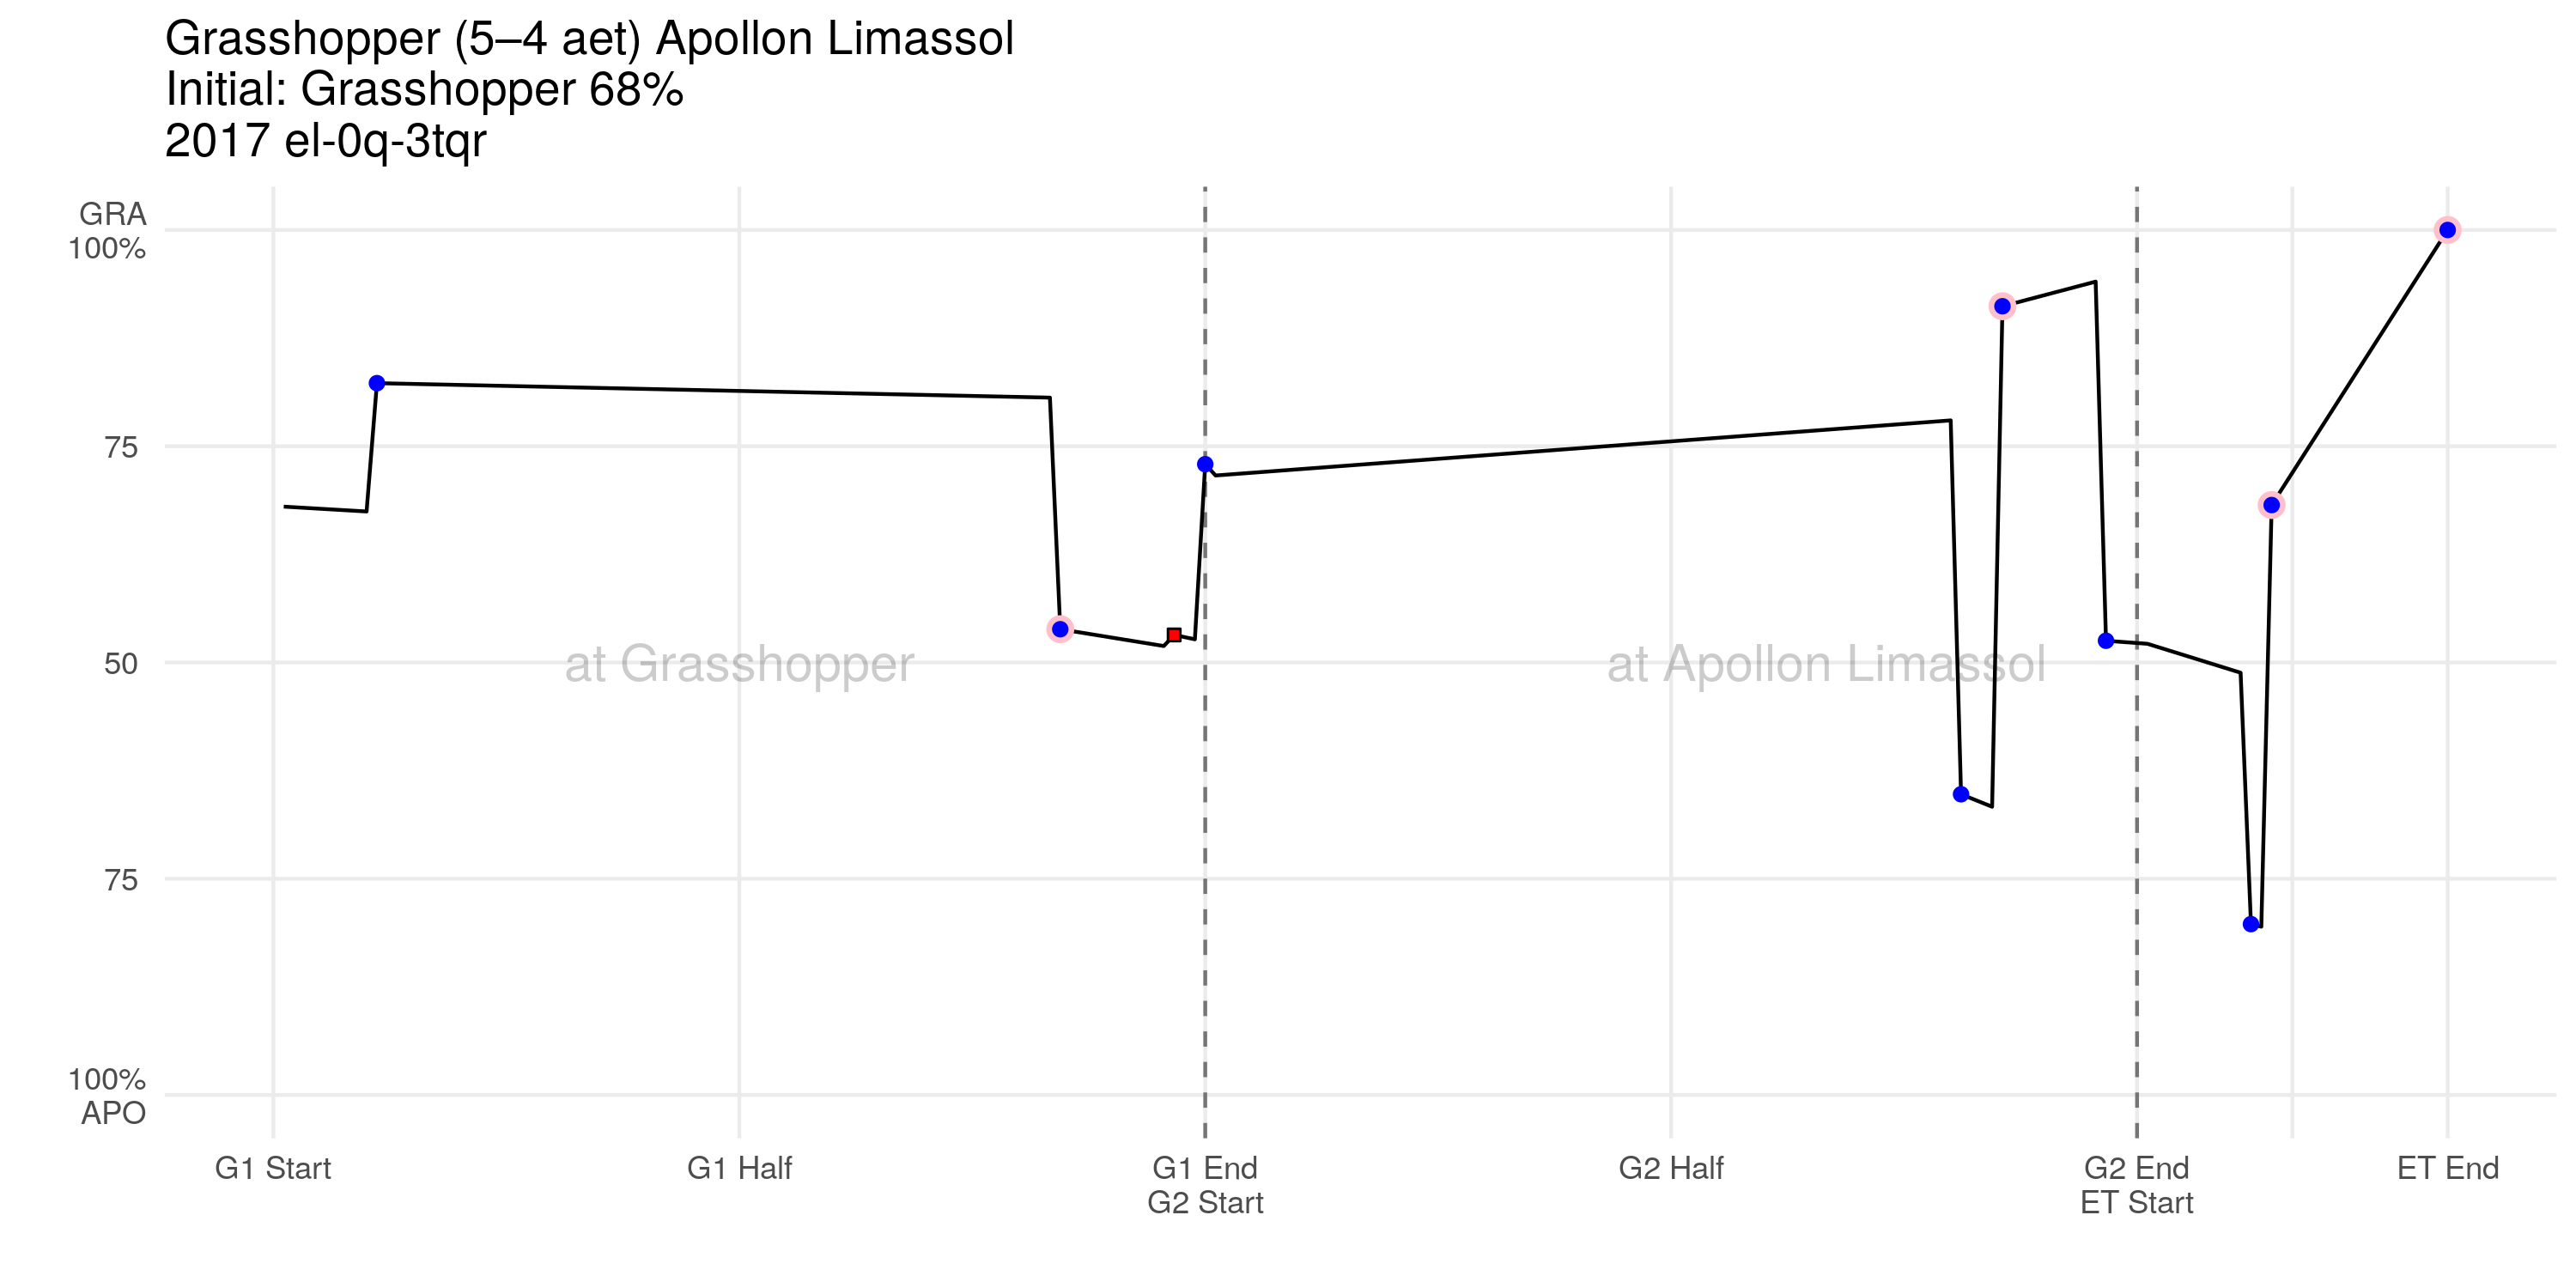 Grasshopper (5–4 aet) Apollon Limassol
Initial: Grasshopper 68%
2017 el-0q-3tqr
GRA
100%
75
50
75
100%
APO
at Grasshopper
at Apollon Limassol
G1 Start
G1 Half
G1 End
G2 Start
G2 Half
G2 End
ET Start
ET End